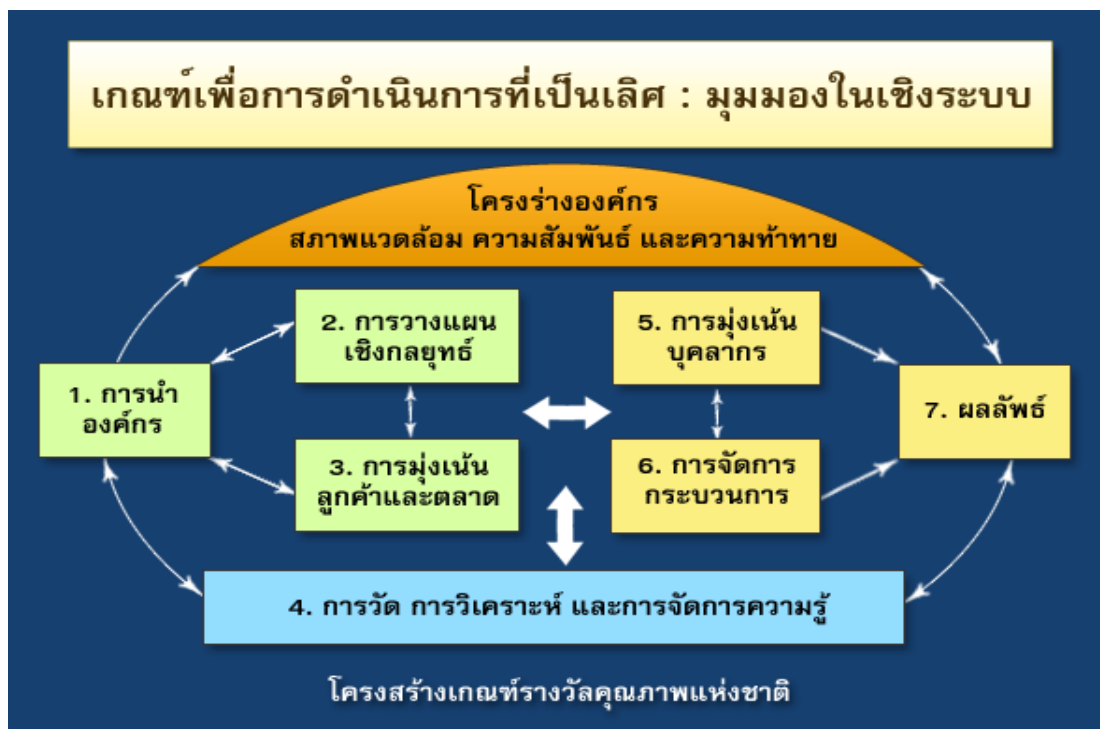 เกณฑ์เพื่อการดำเนินการที่เป็นเลิศ : มุมมองในเชิงระบบ
โครงร่างองค์กร
สภาพแวดล้อม ความสัมพันธ์ และความท้าทาย
2. การวางแผน
เชิงกลยุทธ์
5. การมุ่งเน้น
บุคลากร
1. การนำ
องค์กร
7. ผลลัพธ์
3. การมุ่งเน้น
ลูกค้าและตลาด
6. การจัดการ
กระบวนการ
4. การวัด การวิเคราะห์ และการจัดการความรู้
โครงสร้างเกณฑ์รางวัลคุณภาพแห่งชาติ